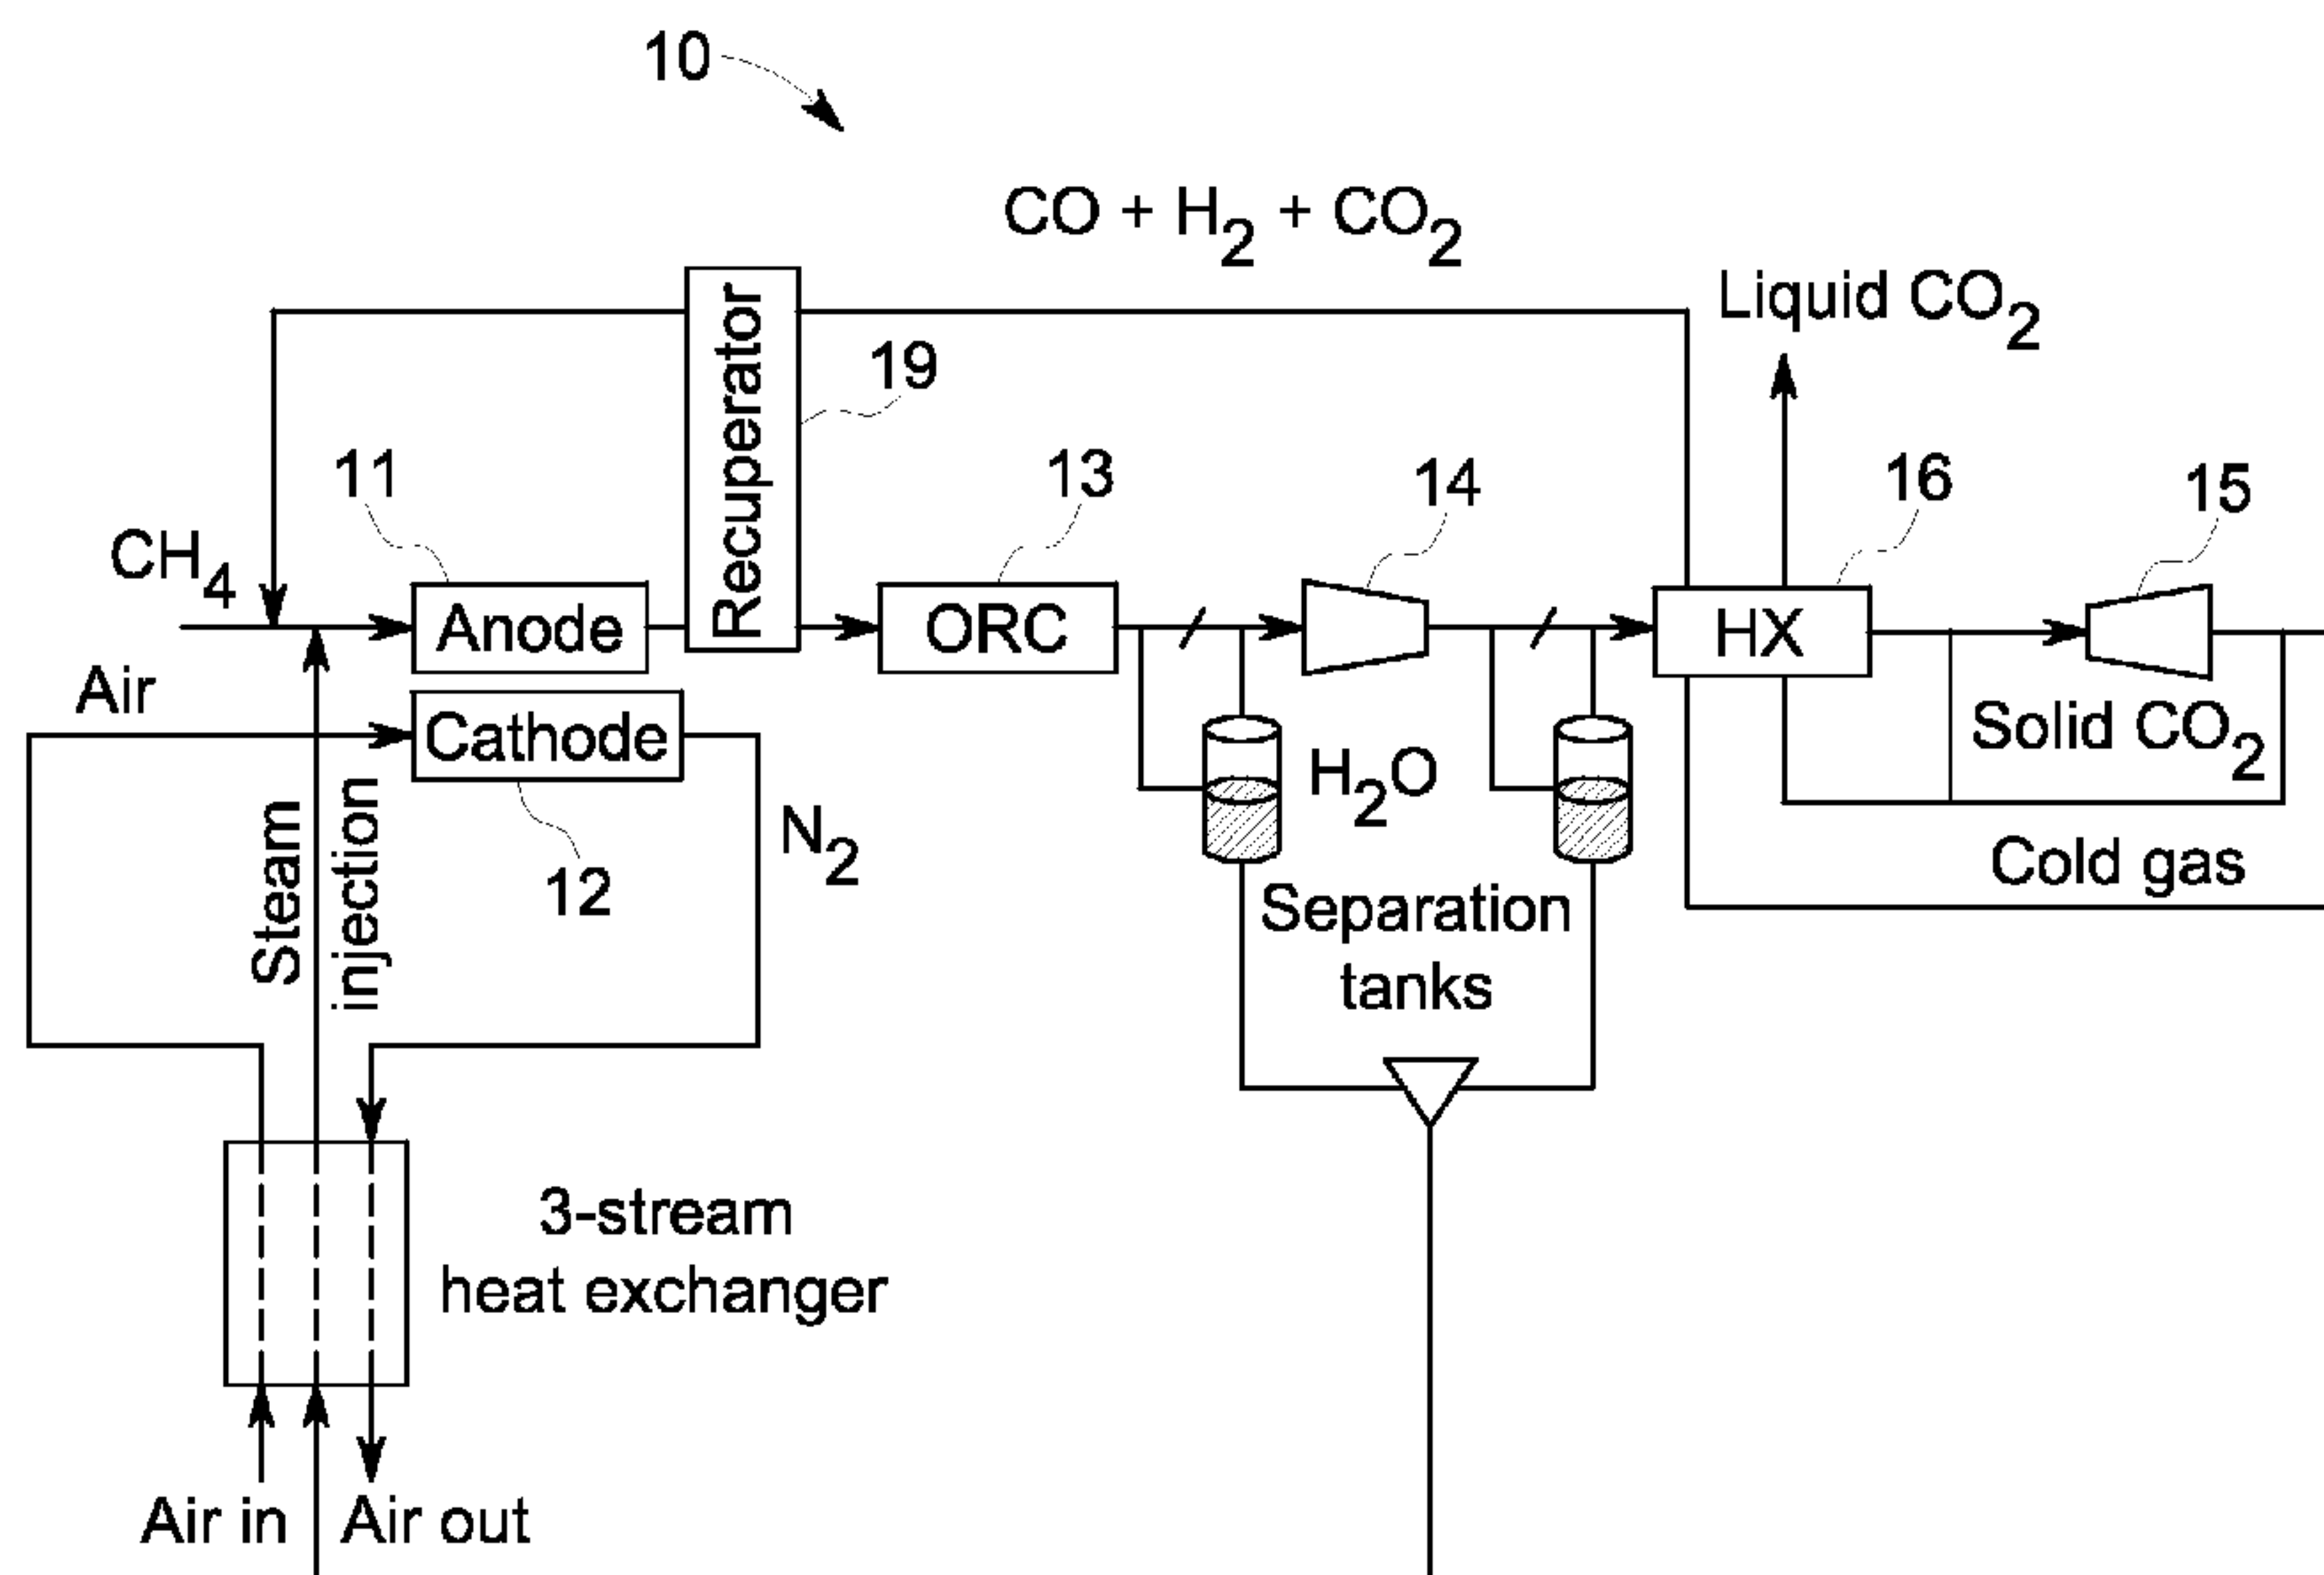 10
CO + H2 + CO2
Liquid CO2
Recuperator
19
11
13
14
16
15
CH4
Anode
ORC
HX
Air
Cathode
Solid CO2
H2O
N2
12
Steam
injection
Cold gas
Separation
tanks
3-stream
heat exchanger
Air in
Air out